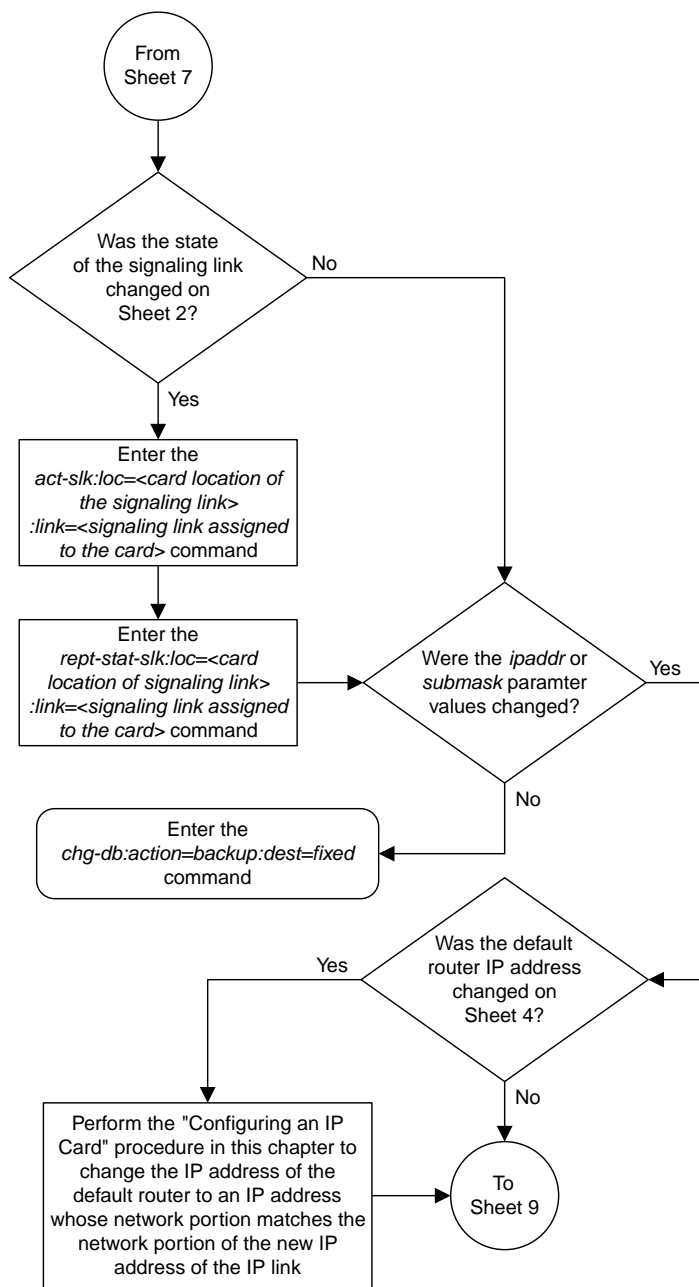 From
Sheet 7
Was the state
of the signaling link
changed on
Sheet 2?
No
Yes
Enter the
act-slk:loc=<card location of
the signaling link>
:link=<signaling link assigned
to the card> command
Enter the
rept-stat-slk:loc=<card
location of signaling link>
:link=<signaling link assigned
to the card> command
Were the ipaddr or
submask paramter
values changed?
Yes
No
Enter the
chg-db:action=backup:dest=fixed
command
Was the default
router IP address
changed on
Sheet 4?
Yes
No
Perform the "Configuring an IP
Card" procedure in this chapter to
change the IP address of the
default router to an IP address
whose network portion matches the
network portion of the new IP
address of the IP link
To
Sheet 9